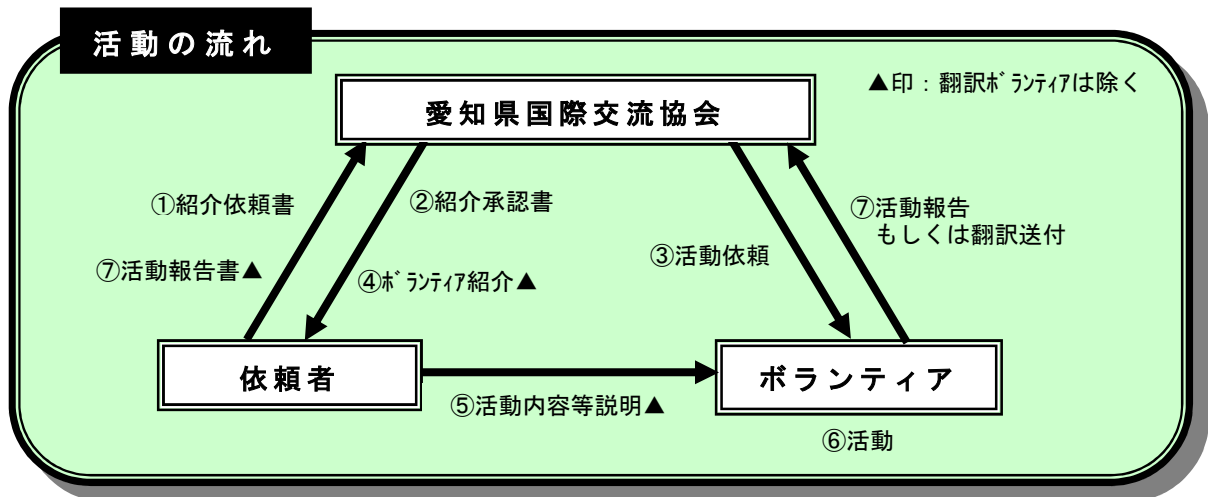 活動の流れ
▲印：翻訳ﾎﾞﾗﾝﾃｨｱは除く
愛知県国際交流協会
①紹介依頼書
②紹介承認書
③活動依頼
⑦活動報告
もしくは翻訳送付
⑦活動報告書▲
④ﾎﾞﾗﾝﾃｨｱ紹介▲
依頼者
ボランティア
⑤活動内容等説明▲
⑥活動